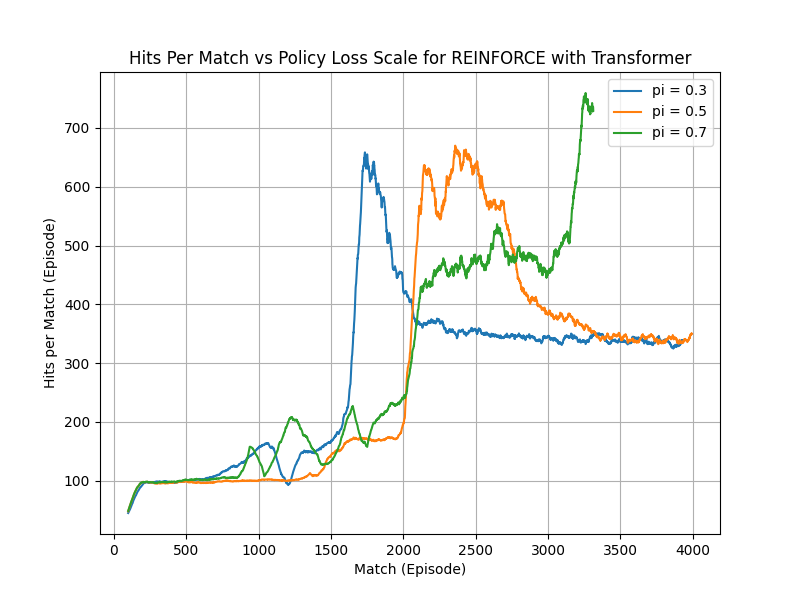 Hits Per Match vs Policy Loss Scale for REINFORCE with Transformer
pi = 0.3
pi = 0.5
pi = 0.7
Hits per Match (Episode)
700
600
500
400
300
200
100
0 500 1000 1500 2000 2500 3000 3500 4000
Match (Episode)